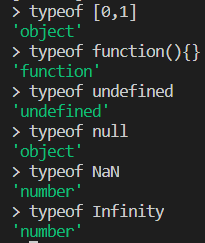 > typeof [0,1]
'object'
> typeof function(){}
'function'
> typeof undefined
'undefined'
> typeof null
'object'
> typeof NaN
'number'
> typeof Infinity
'number'